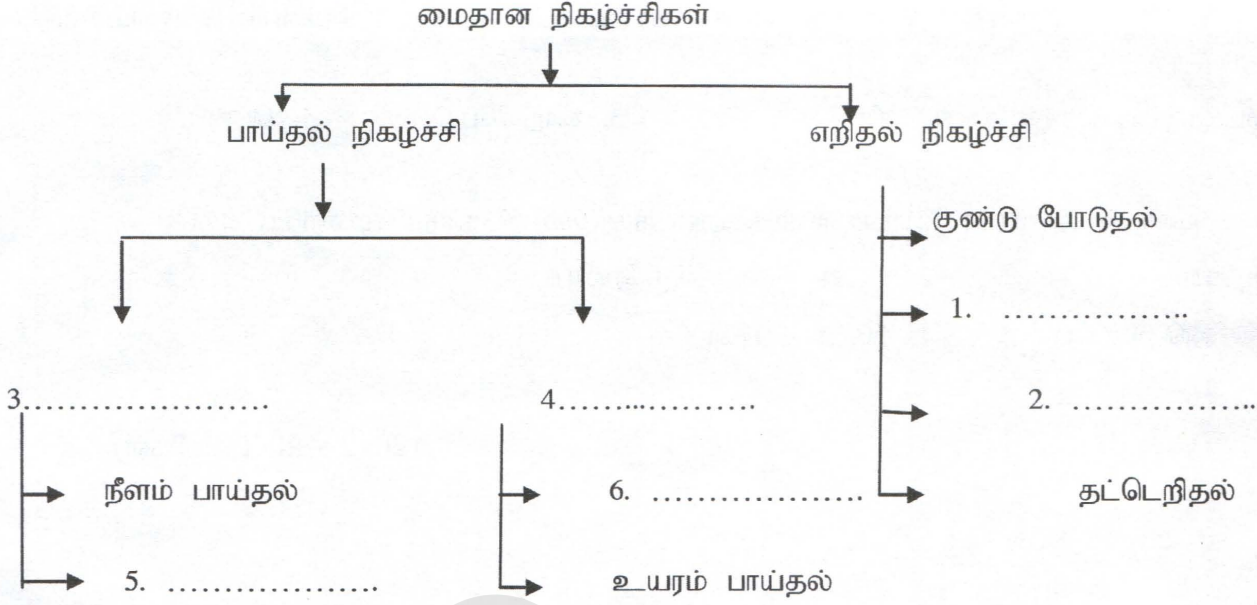 மைதான நிகழ்ச்சிகள்
பாய்தல் நிகழ்ச்சி
எறிதல் நிகழ்ச்சி
குண்டு போடுதல்
1. ..................
2. ..................
3........................
4......................
நீளம் பாய்தல்
6. .....................
தட்டெறிதல்
5. .....................
உயரம் பாய்தல்